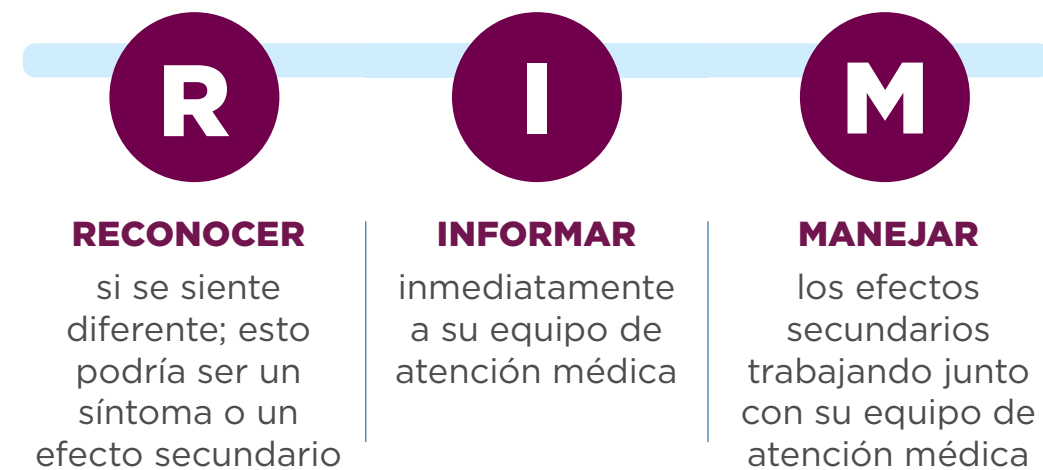 R
RECONOCER
si se siente
diferente; esto
podría ser un
síntoma o un
efecto secundario
I
INFORMAR
inmediatamente
a su equipo de
atención médica
M
MANEJAR
los efectos
secundarios
trabajando junto
con su equipo de
atención médica